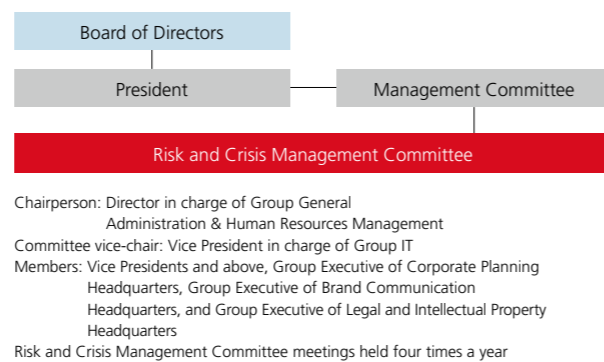 Board of Directors
President
Management Committee
Risk and Crisis Management Committee
Chairperson: Director in charge of Group General
Administration & Human Resources Management
Committee vice-chair: Vice President in charge of Group IT
Members: Vice Presidents and above, Group Executive of Corporate Planning
Headquarters, Group Executive of Brand Communication
Headquarters, and Group Executive of Legal and Intellectual Property
Headquarters
Risk and Crisis Management Committee meetings held four times a year